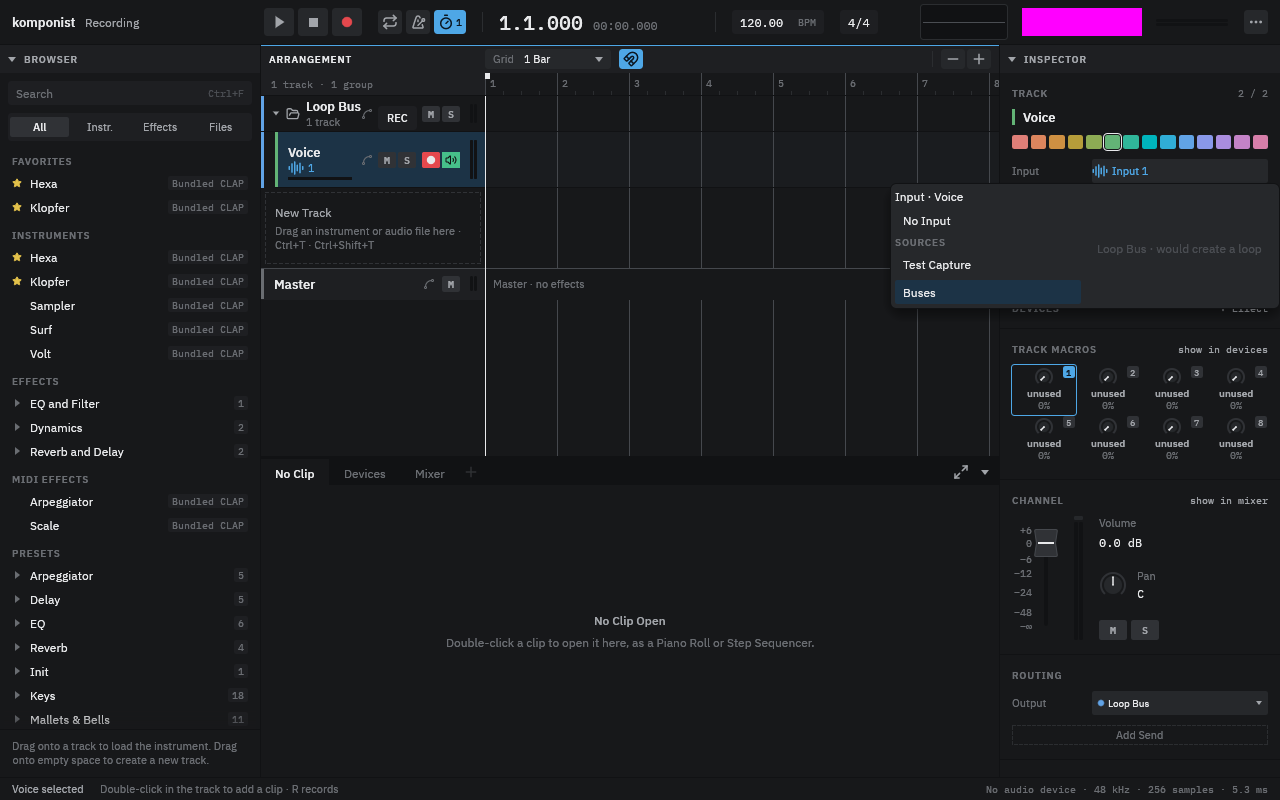 komponist Recording
1
1.1.000 00:00.000
120.00 BPM
4/4
BROWSER
Search Ctrl+F
All Instr. Effects Files
FAVORITES
Hexa Bundled CLAP
Klopfer Bundled CLAP
INSTRUMENTS
Hexa Bundled CLAP
Klopfer Bundled CLAP
Sampler Bundled CLAP
Surf Bundled CLAP
Volt Bundled CLAP
EFFECTS
EQ and Filter 1
Dynamics 2
Reverb and Delay 2
MIDI EFFECTS
Arpeggiator Bundled CLAP
Scale Bundled CLAP
PRESETS
Arpeggiator 5
Delay 5
EQ 6
Reverb 4
Init 1
Keys 18
Mallets & Bells 11
Drag onto a track to load the instrument. Drag
onto empty space to create a new track.
ARRANGEMENT
Grid 1 Bar
1 track · 1 group
1 2 3 4 5 6 7 8
Loop Bus
1 track
REC
M S
Voice
1
M S
New Track
Drag an instrument or audio file here ·
Ctrl+T · Ctrl+Shift+T
Master
M
Master · no effects
No Clip Devices Mixer
No Clip Open
Double-click a clip to open it here, as a Piano Roll or Step Sequencer.
INSPECTOR
TRACK 2 / 2
Voice
Input Input 1
Input · Voice
No Input
SOURCES
Loop Bus · would create a loop
Test Capture
Buses
TRACK MACROS show in devices
1 2 3 4
unused unused unused unused
0% 0% 0% 0%
5 6 7 8
unused unused unused unused
0% 0% 0% 0%
CHANNEL show in mixer
+6
0
−6
−12
−24
−48
−∞
Volume
0.0 dB
Pan
C
M S
ROUTING
Output Loop Bus
Add Send
Voice selected Double-click in the track to add a clip · R records
No audio device · 48 kHz · 256 samples · 5.3 ms